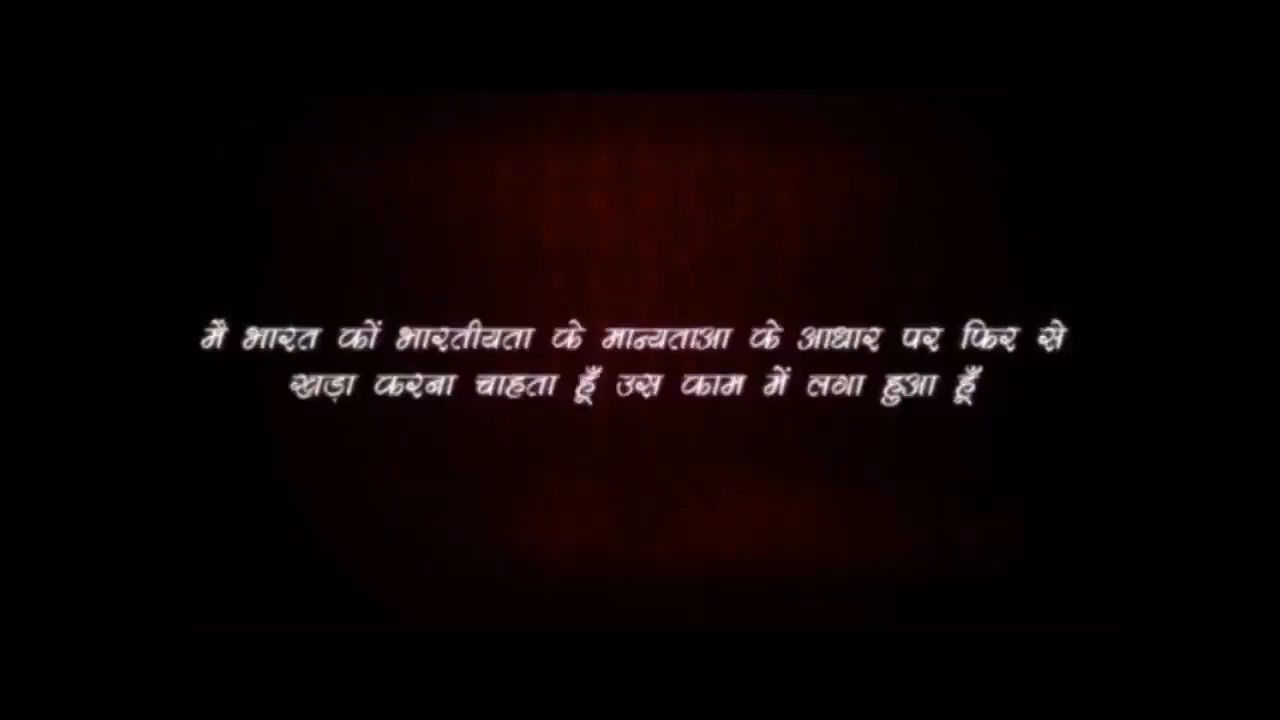 मै भारत कों भारतीयता के मान्यताआ के आधार पर फिर से
खड़ा करना चाहता हूँ उस काम में लगा हुआ हूँ